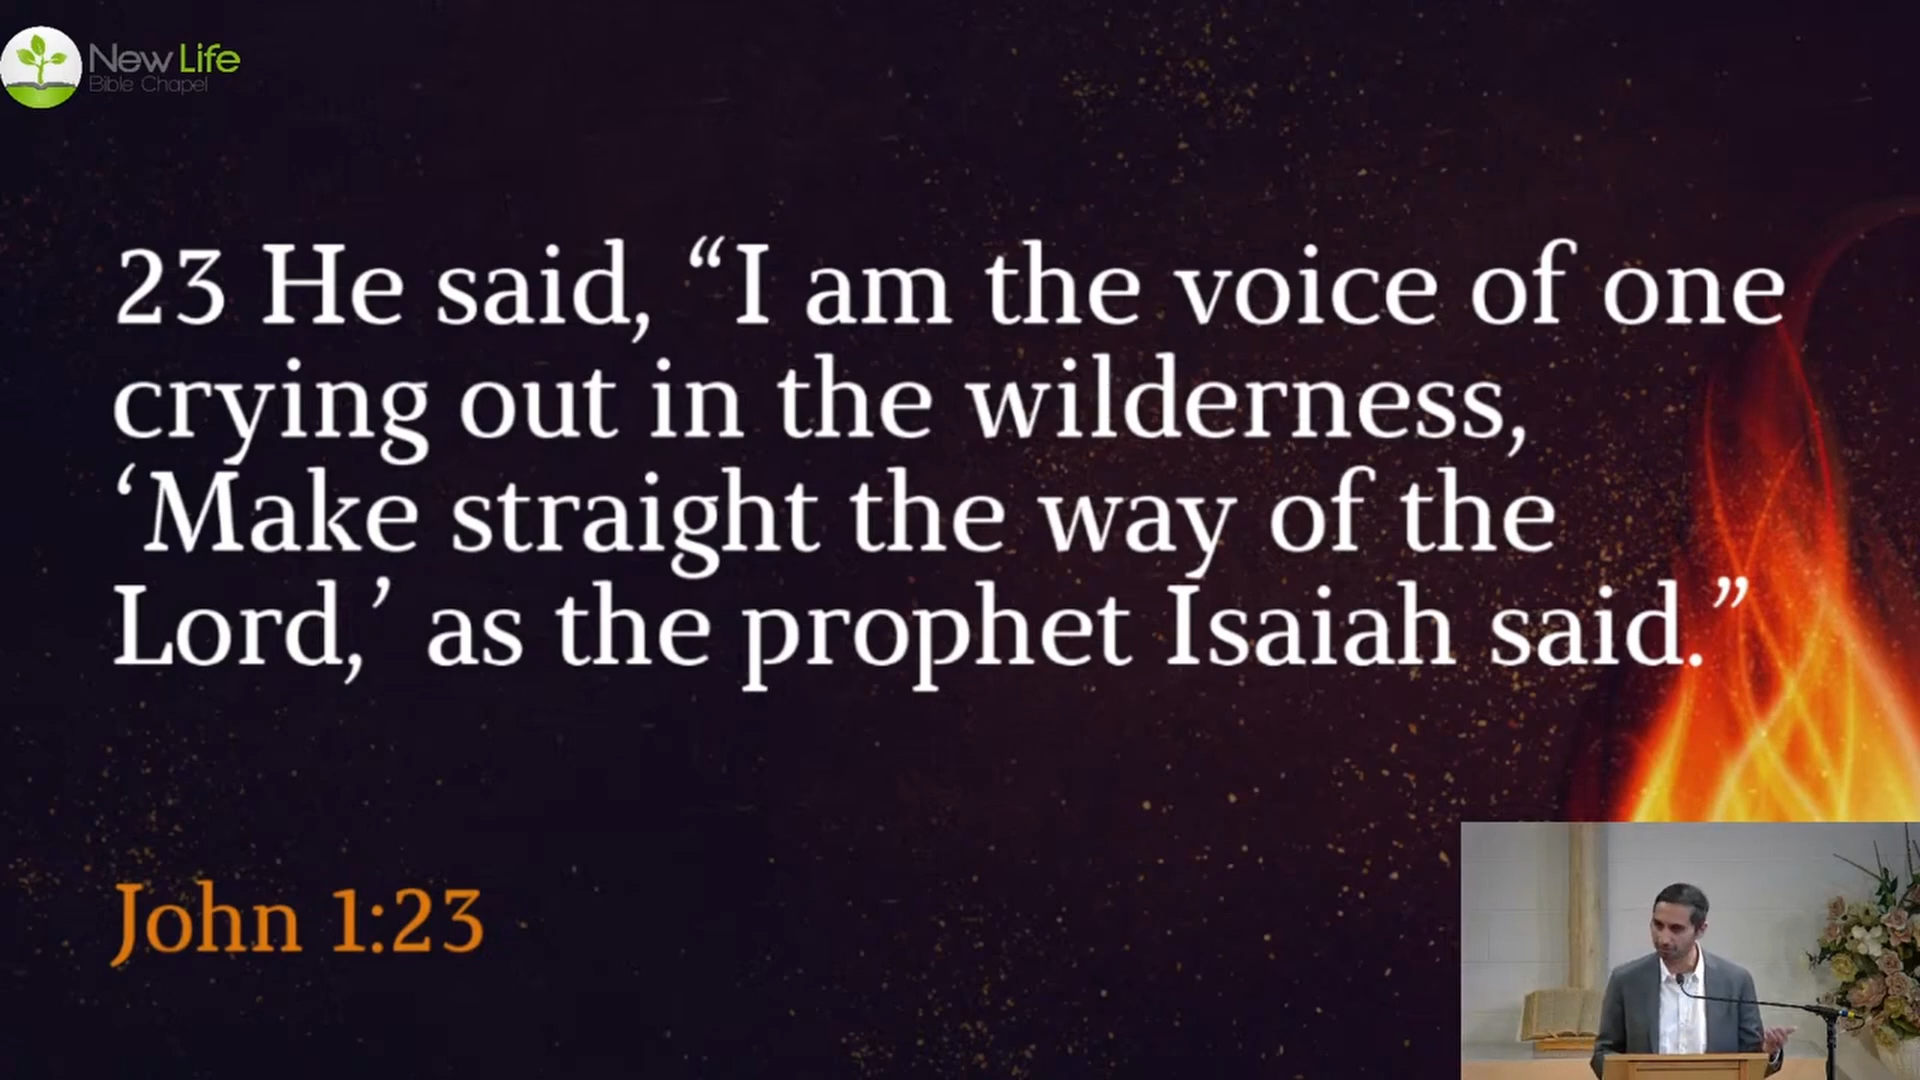 New Life
Bible Chapel
23 He said, “I am the voice of one
crying out in the wilderness,
‘Make straight the way of the
Lord,’ as the prophet Isaiah said.”
John 1:23